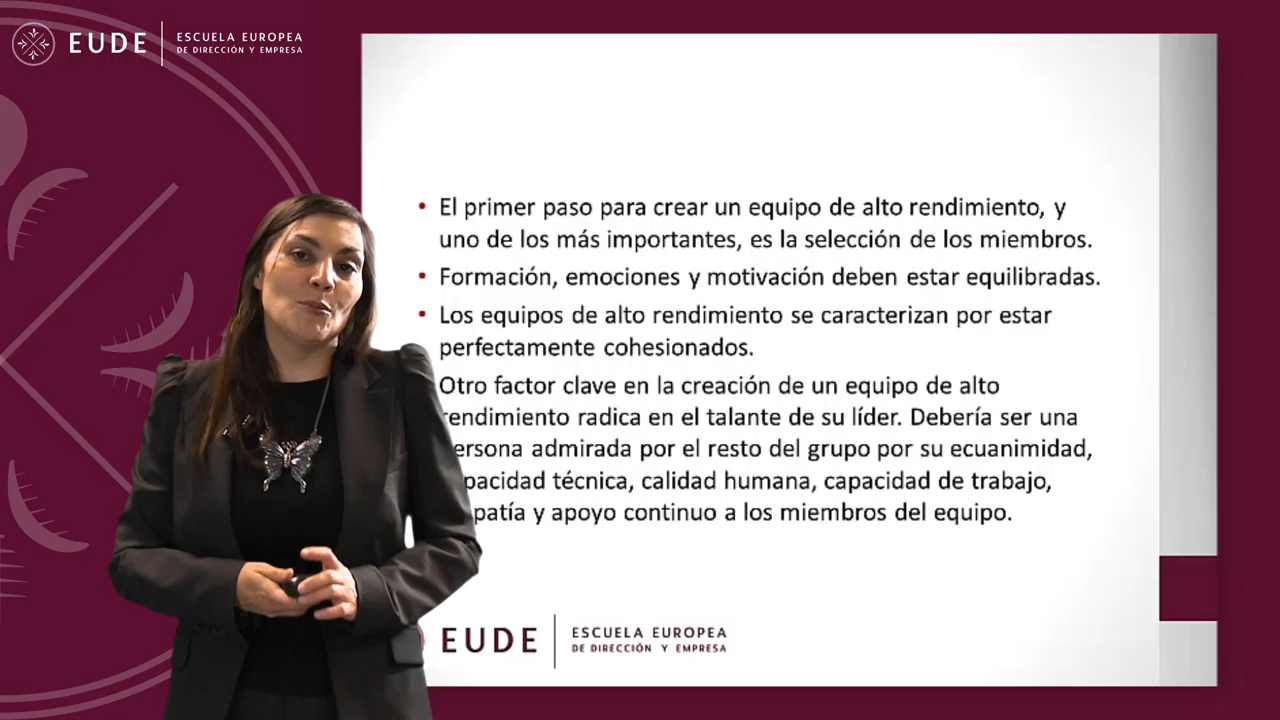 EUDE
ESCUELA EUROPEA
DE DIRECCIÓN Y EMPRESA
• El primer paso para crear un equipo de alto rendimiento, y
uno de los más importantes, es la selección de los miembros.
• Formación, emociones y motivación deben estar equilibradas.
• Los equipos de alto rendimiento se caracterizan por estar
perfectamente cohesionados.
Otro factor clave en la creación de un equipo de alto
endimiento radica en el talante de su líder. Debería ser una
ersona admirada por el resto del grupo por su ecuanimidad,
pacidad técnica, calidad humana, capacidad de trabajo,
patía y apoyo continuo a los miembros del equipo.
EUDE
ESCUELA EUROPEA
DE DIRECCIÓN Y EMPRESA